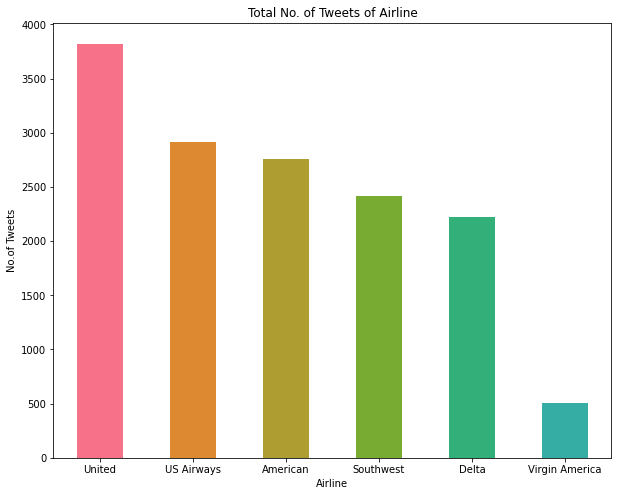 Total No. of Tweets of Airline
No.of Tweets
4000
3500
3000
2500
2000
1500
1000
500
0
United US Airways American Southwest Delta Virgin America
Airline